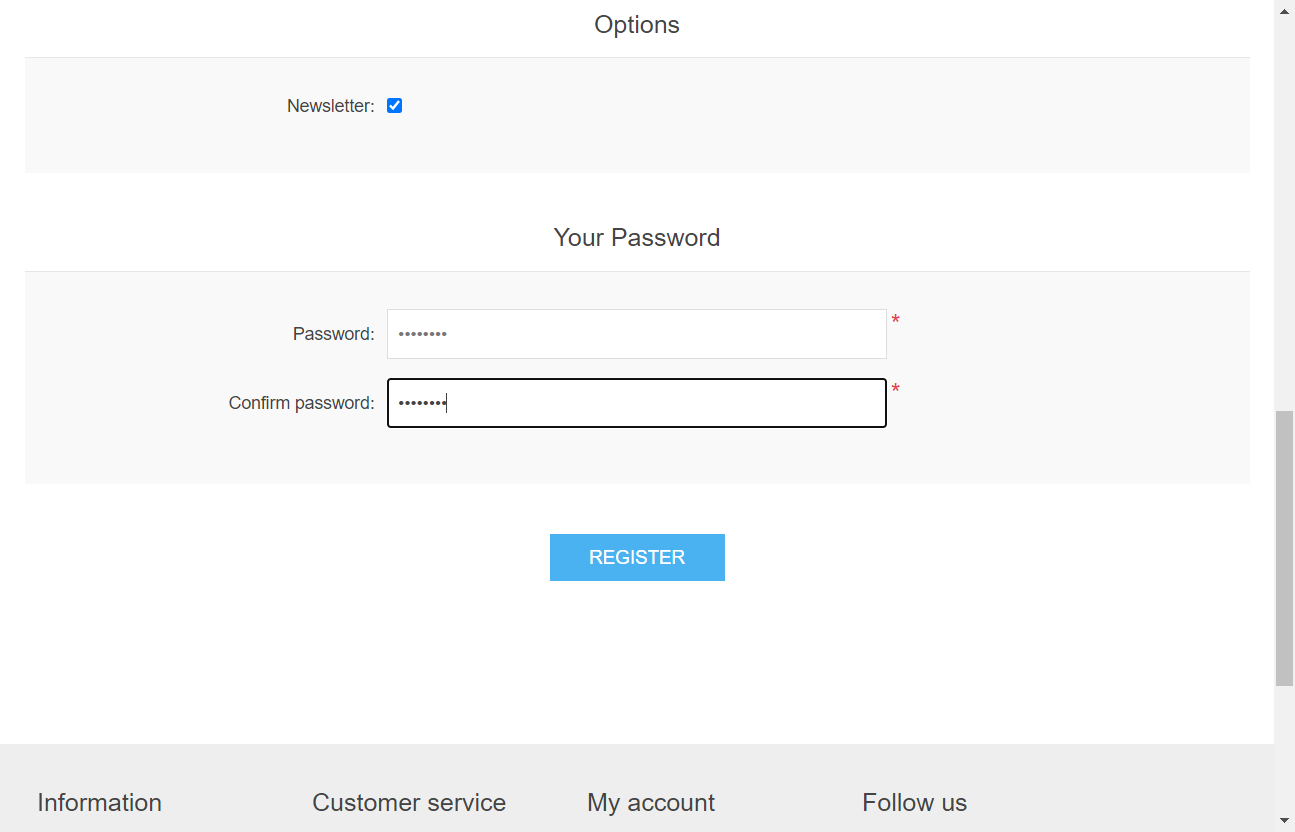 Options
Newsletter:
Your Password
Password: •••••••• *
Confirm password: •••••••• *
REGISTER
Information Customer service My account Follow us